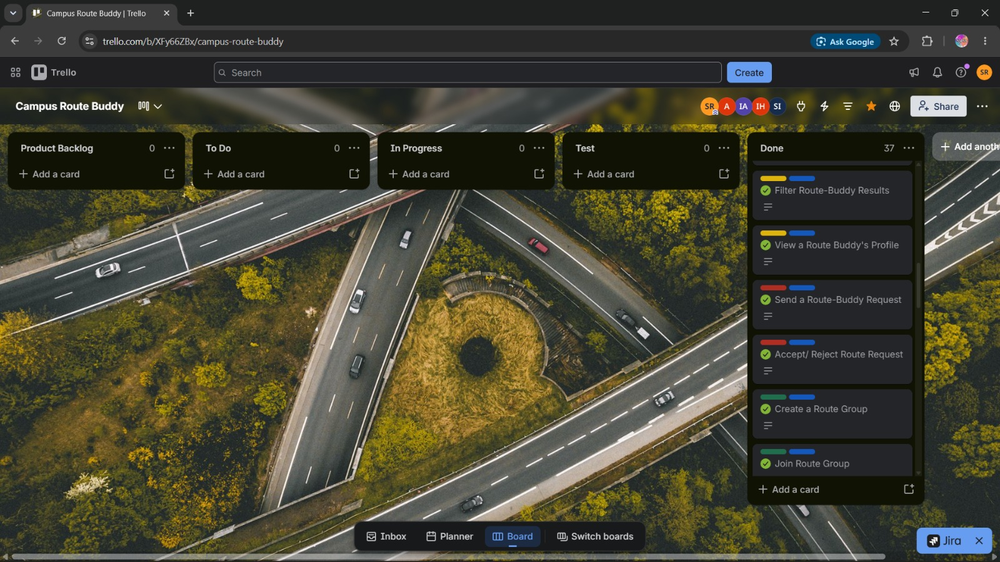 Campus Route Buddy | Trello
trello.com/b/XFy66ZBx/campus-route-buddy
Ask Google
Trello
Search
Create
SR
Campus Route Buddy
SR
A
IA
IH
SI
Share
Product Backlog 0
Add a card
To Do 0
Add a card
In Progress 0
Add a card
Test 0
Add a card
Done 37
Filter Route-Buddy Results
View a Route Buddy's Profile
Send a Route-Buddy Request
Accept/ Reject Route Request
Create a Route Group
Join Route Group
Add a card
Add anoth
Inbox
Planner
Board
Switch boards
Jira